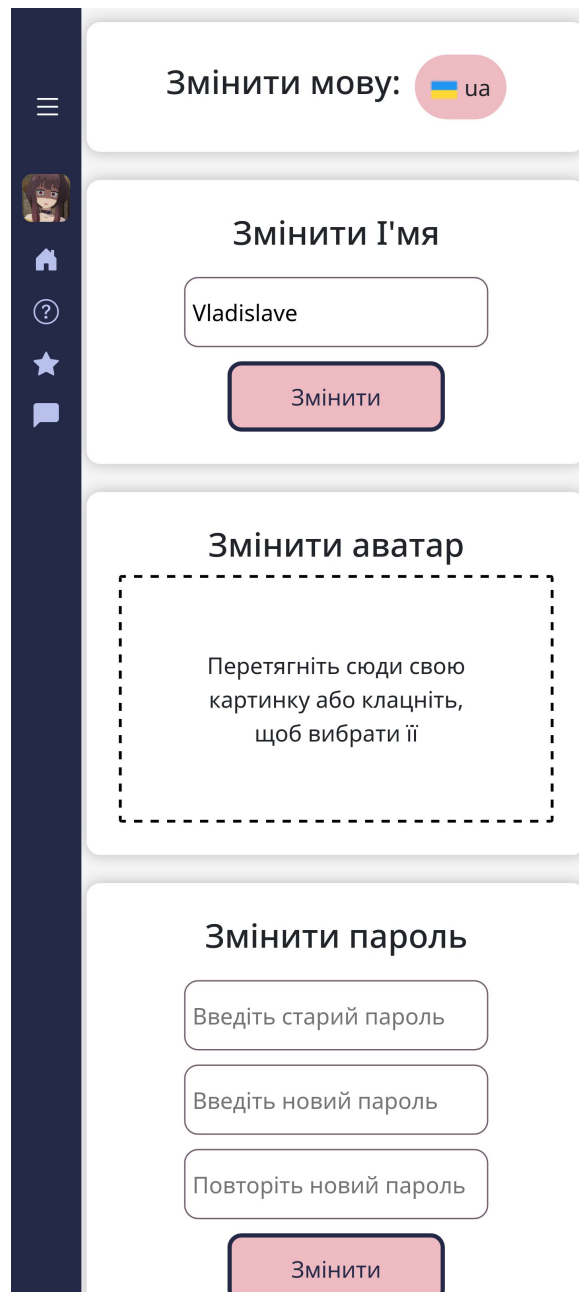 Змінити мову:
ua
Змінити І'мя
Vladislave
Змінити
Змінити аватар
Перетягніть сюди свою
картинку або клацніть,
щоб вибрати її
Змінити пароль
Введіть старий пароль
Введіть новий пароль
Повторіть новий пароль
Змінити